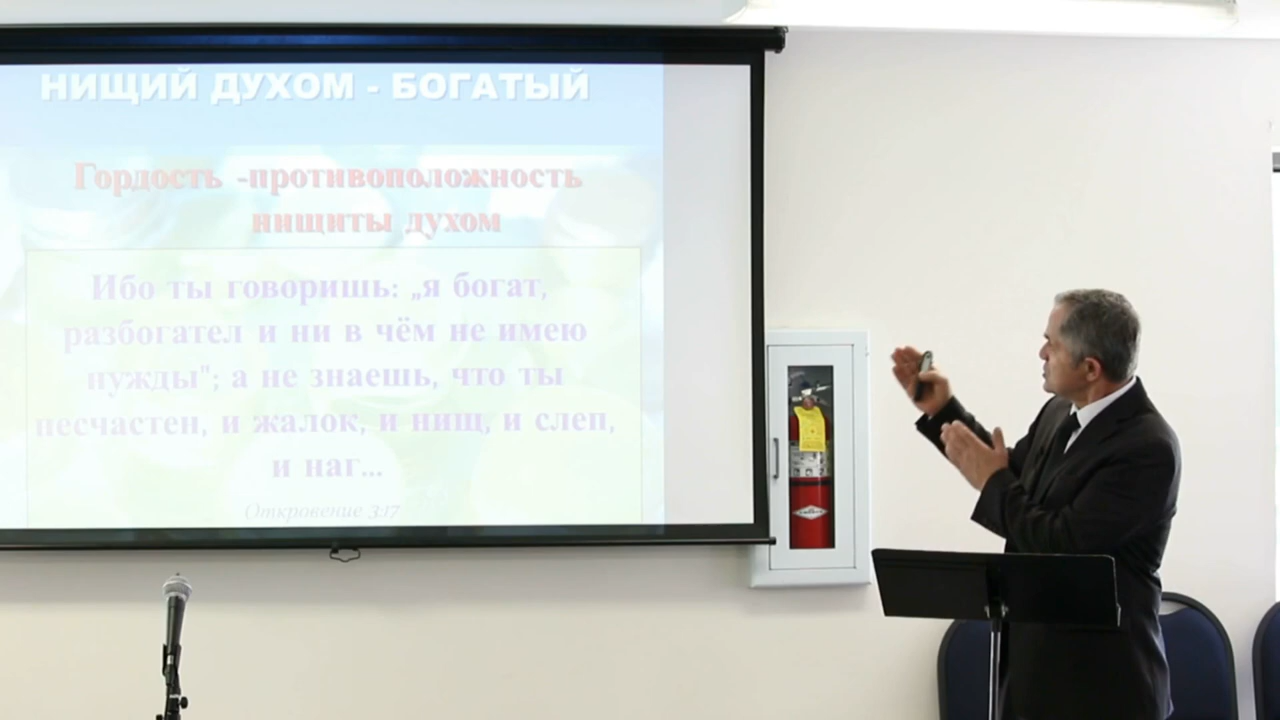 НИЩИЙ ДУХОМ - БОГАТЫЙ
Гордость -противоположность
нищиты духом
Ибо ты говоришь: „я богат,
разбогател и ни в чём не имею
нужды"; а не знаешь, что ты
несчастен, и жалок, и нищ, и слеп,
и наг...
Откровение 3:17